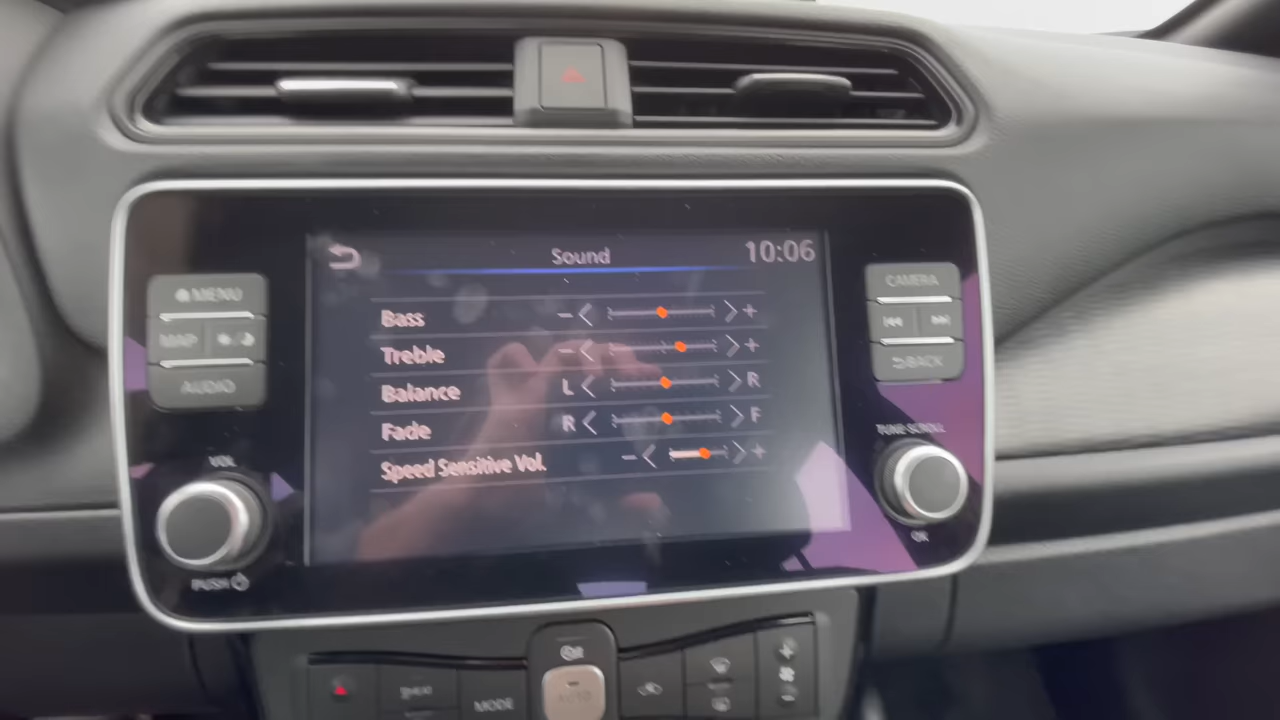 Sound 10:06
MENU
MAP
AUDIO
VOL
PUSH
Bass - +
Treble - +
Balance L R
Fade R F
Speed Sensitive Vol. - +
CAMERA
BACK
TUNE·SCROLL
OK
MODE
AUTO